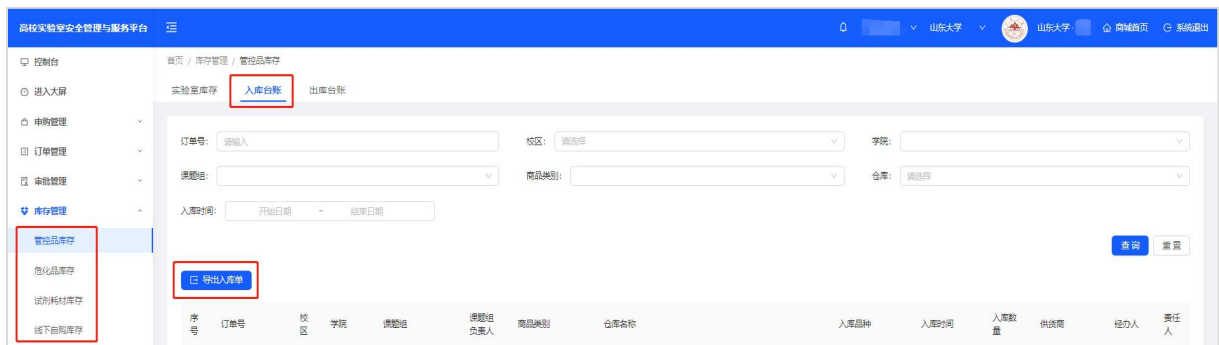 高校实验室安全管理与服务平台 山东大学 山东大学 商城首页 系统退出
控制台
进入大屏
申购管理
订单管理
审批管理
库存管理
管控品库存
危化品库存
试剂耗材库存
线下自购库存
首页 / 库存管理 / 管控品库存
实验室库存 入库台账 出库台账
订单号: 请输入 校区: 请选择 学院:
课题组: 商品类别: 仓库: 请选择
入库时间: 开始日期 ~ 结束日期
查询 重置
导出入库单
序号 订单号 校区 学院 课题组 课题组负责人 商品类别 仓库名称 入库品种 入库时间 入库数量 供货商 经办人 责任人